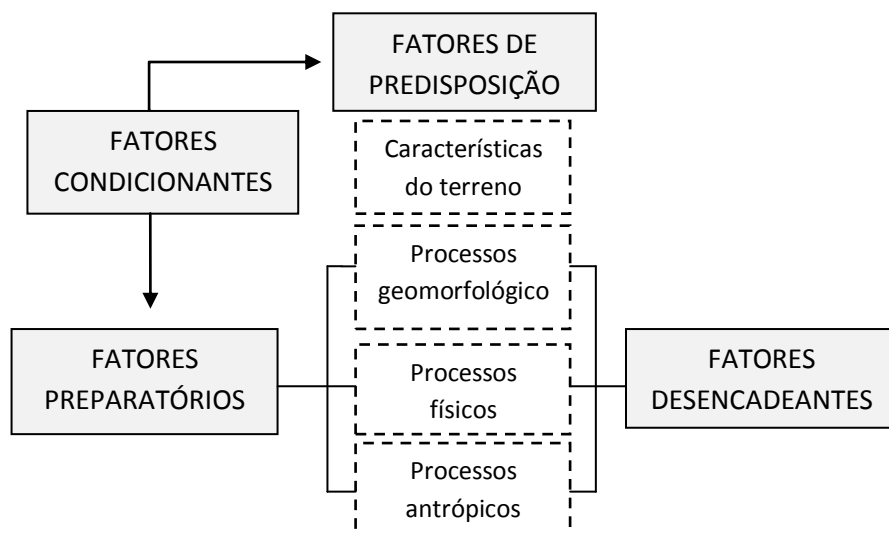 FATORES DE
PREDISPOSIÇÃO
FATORES
CONDICIONANTES
Características
do terreno
Processos
geomorfológico
FATORES
PREPARATÓRIOS
Processos
físicos
FATORES
DESENCADEANTES
Processos
antrópicos